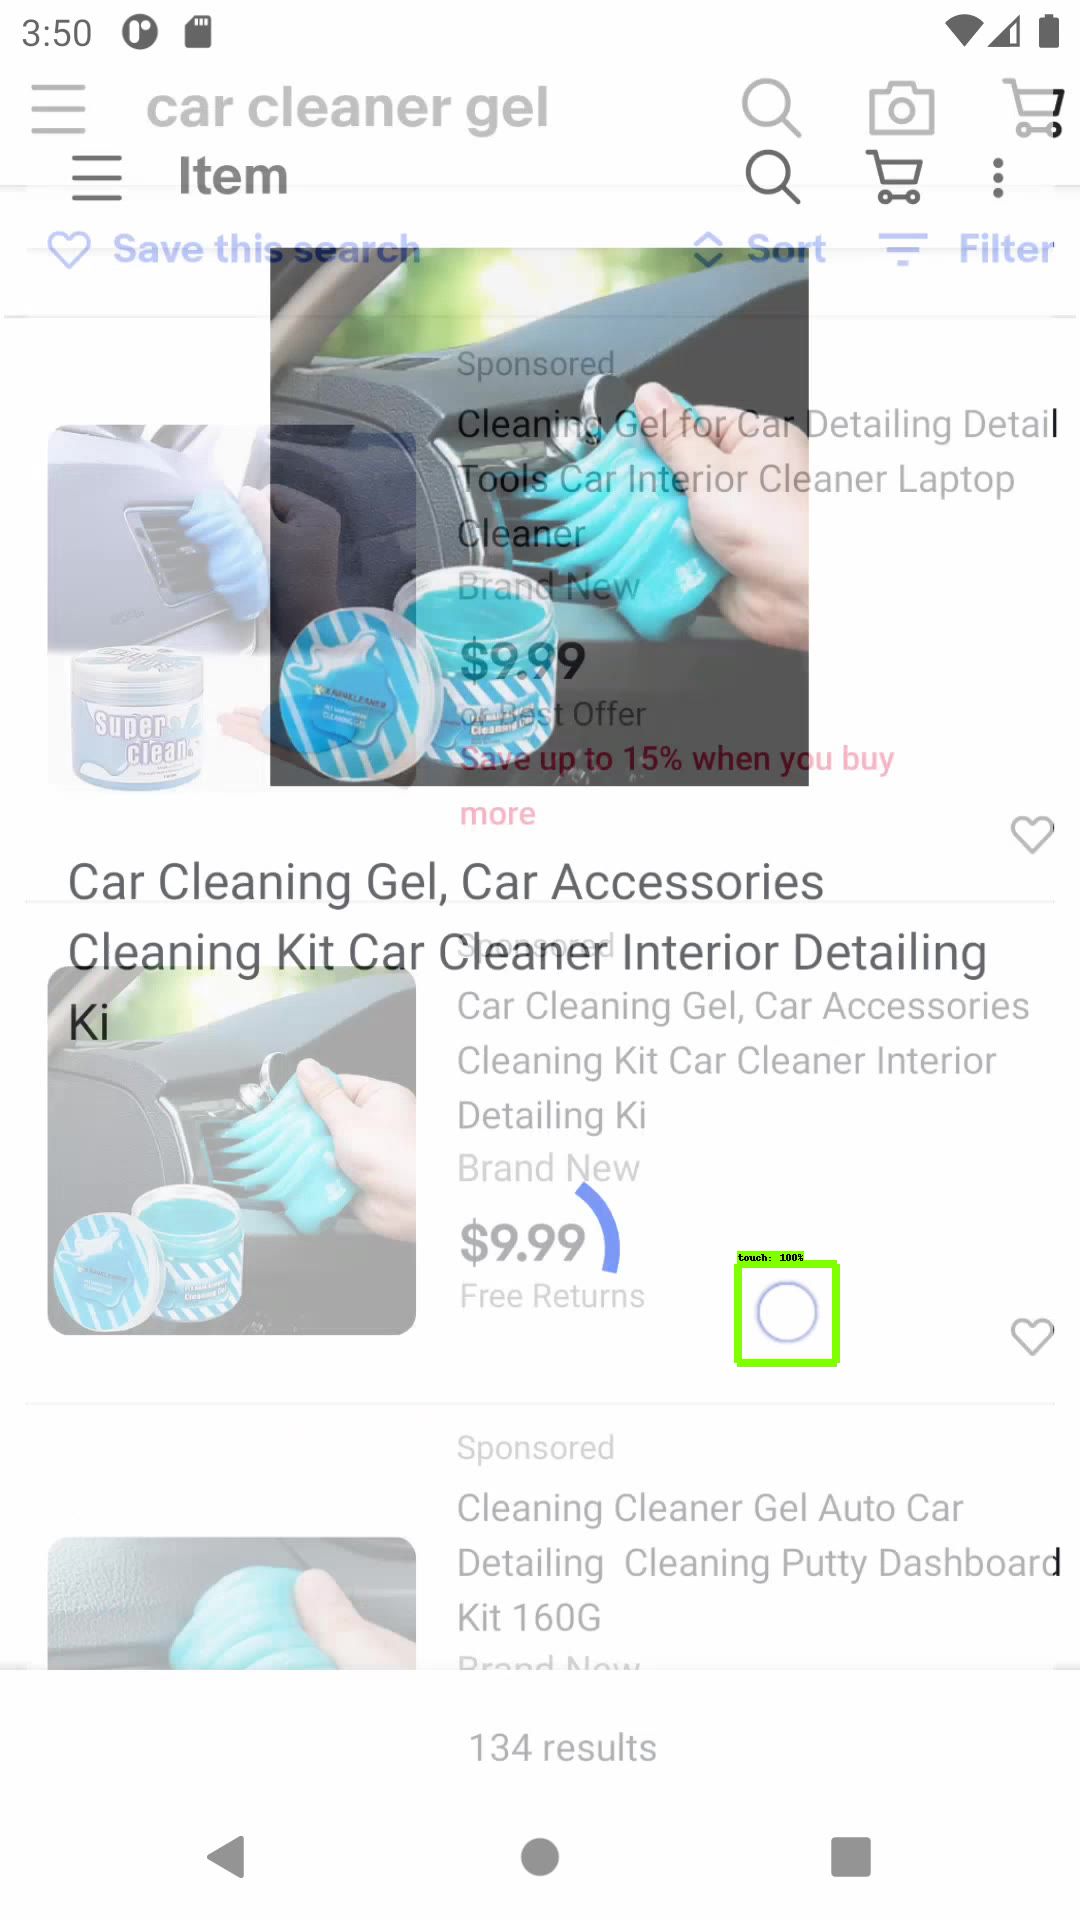 3:50
car cleaner gel
Item
Save this search
Sort
Filter
Sponsored
Cleaning Gel for Car Detailing Detail
Tools Car Interior Cleaner Laptop
Cleaner
Brand New
$9.99
or Best Offer
Save up to 15% when you buy
more
Super
clean
Car Cleaning Gel, Car Accessories
Cleaning Kit Car Cleaner Interior Detailing
Ki
Sponsored
Car Cleaning Gel, Car Accessories
Cleaning Kit Car Cleaner Interior
Detailing Ki
Brand New
$9.99
Free Returns
touch: 100%
Sponsored
Cleaning Cleaner Gel Auto Car
Detailing Cleaning Putty Dashboard
Kit 160G
Brand New
134 results